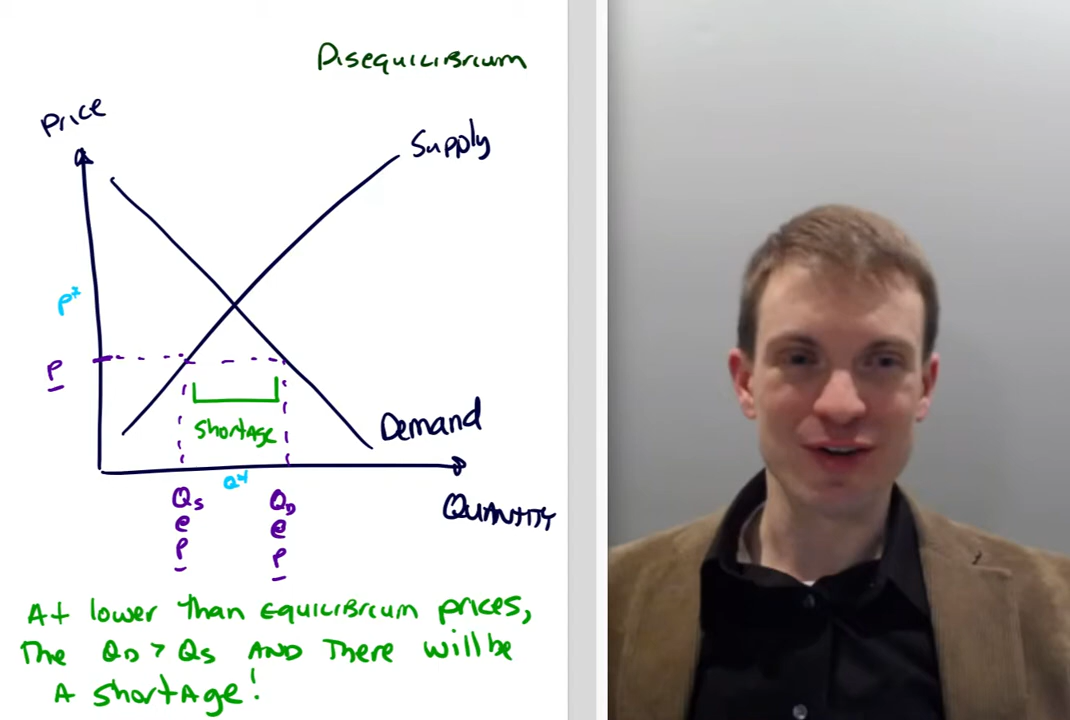 Disequilibrium
Price
Supply
P*
P
Shortage
Demand
Q*
Quantity
Qs QD
@ @
P P
At lower than Equilibrium prices,
The QD > Qs AND There will be
A shortage!